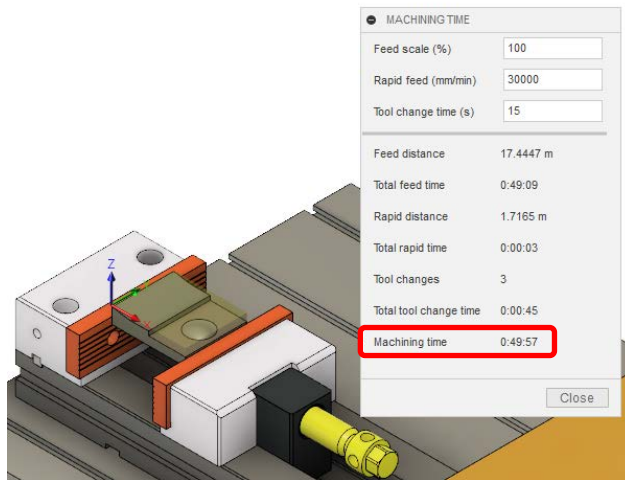 MACHINING TIME
Feed scale (%) 100
Rapid feed (mm/min) 30000
Tool change time (s) 15
Feed distance 17.4447 m
Total feed time 0:49:09
Rapid distance 1.7165 m
Total rapid time 0:00:03
Tool changes 3
Total tool change time 0:00:45
Machining time 0:49:57
Close
Z
X